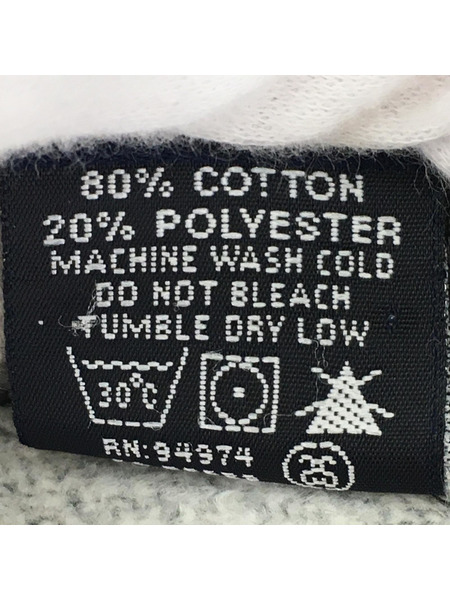 80% COTTON
20% POLYESTER
MACHINE WASH COLD
DO NOT BLEACH
TUMBLE DRY LOW
30°C
RN:94974